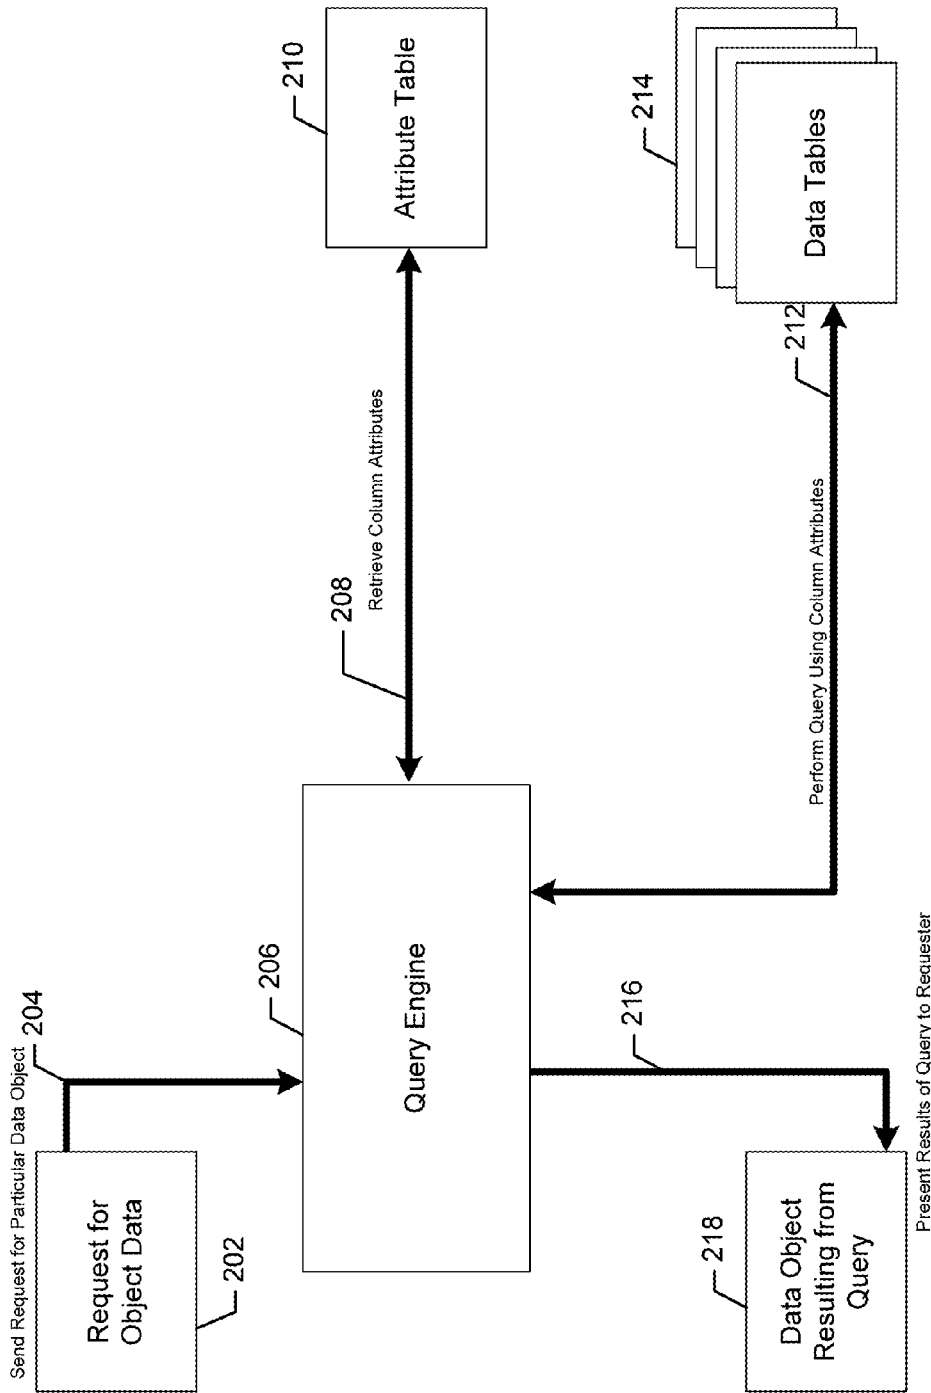 Send Request for Particular Data Object
204
Request for
Object Data
202
206
Query Engine
208
Retrieve Column Attributes
210
Attribute Table
212
Perform Query Using Column Attributes
214
Data Tables
216
Present Results of Query to Requester
218
Data Object
Resulting from
Query